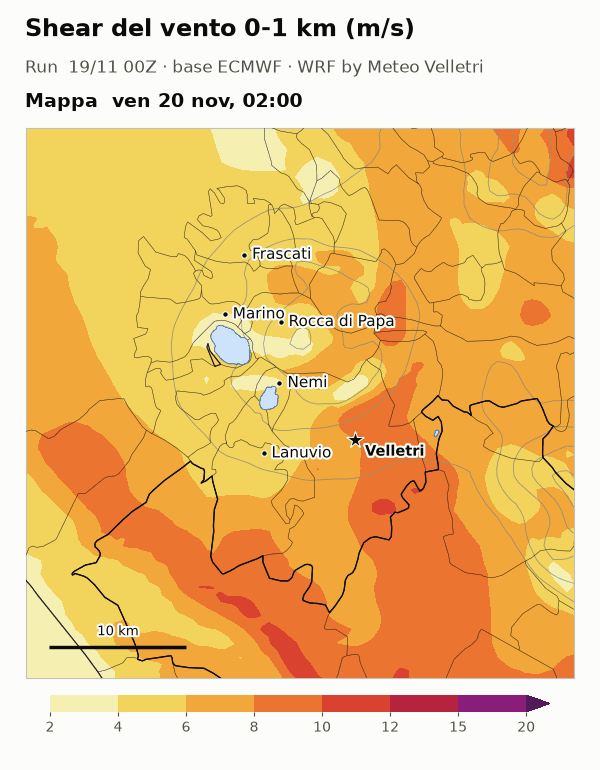 Shear del vento 0-1 km (m/s)
Run 19/11 00Z · base ECMWF · WRF by Meteo Velletri
Mappa ven 20 nov, 02:00
Frascati
Marino
Rocca di Papa
Nemi
Velletri
Lanuvio
10 km
2 4 6 8 10 12 15 20